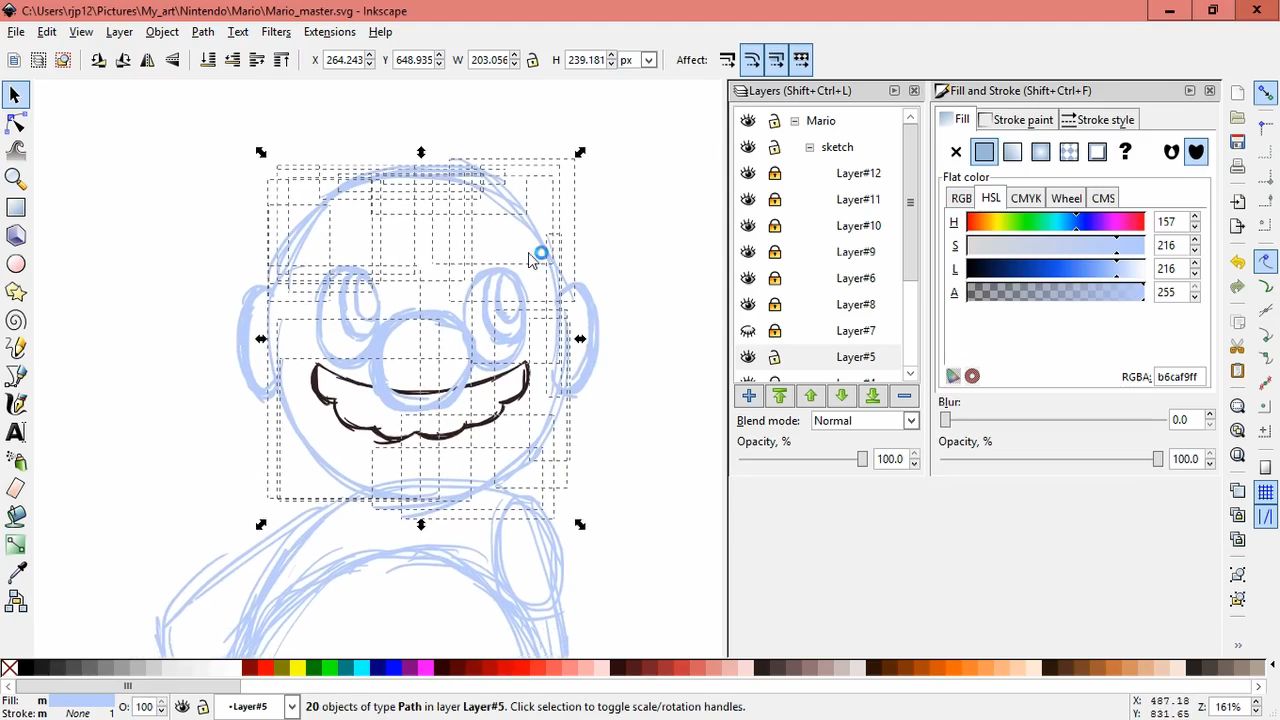 C:\Users\rjp12\Pictures\My_art\Nintendo\Mario\Mario_master.svg - Inkscape
File Edit View Layer Object Path Text Filters Extensions Help
X 264.243 Y 648.935 W 203.056 H 239.181 px Affect:
Layers (Shift+Ctrl+L)
Fill and Stroke (Shift+Ctrl+F)
Mario
sketch
Layer#12
Layer#11
Layer#10
Layer#9
Layer#6
Layer#8
Layer#7
Layer#5
Blend mode: Normal
Opacity, % 100.0
Fill Stroke paint Stroke style
?
Flat color
RGB HSL CMYK Wheel CMS
H 157
S 216
L 216
A 255
RGBA: b6caf9ff
Blur:
0.0
Opacity, %
100.0
Fill: m
Stroke: m None 1
O: 100
•Layer#5
20 objects of type Path in layer Layer#5. Click selection to toggle scale/rotation handles.
X: 487.18
Y: 831.65
Z: 161%